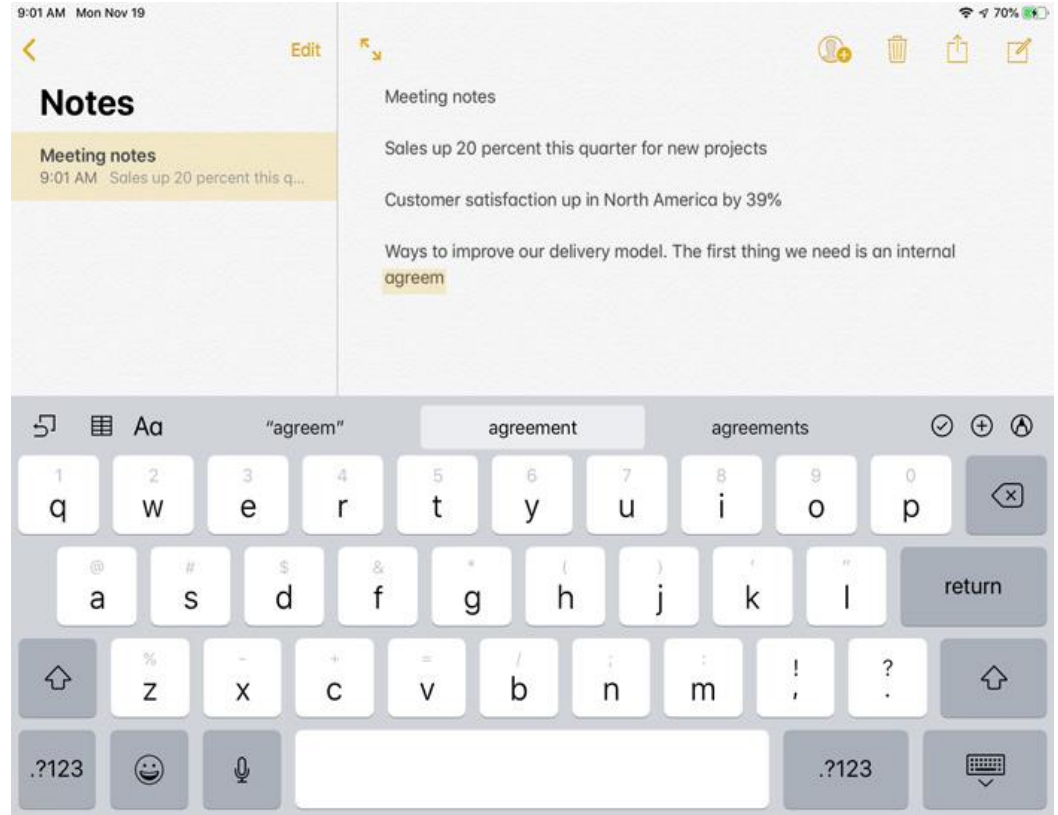 9:01 AM Mon Nov 19
70%
Edit
Notes
Meeting notes
9:01 AM Sales up 20 percent this q...
Meeting notes
Sales up 20 percent this quarter for new projects
Customer satisfaction up in North America by 39%
Ways to improve our delivery model. The first thing we need is an internal
agreem
Aa "agreem" agreement agreements
1 2 3 4 5 6 7 8 9 0
q w e r t y u i o p
@ # $ & * ( ) ' "
a s d f g h j k l return
% - + = / ; : ! ?
z x c v b n m , .
.?123 .?123